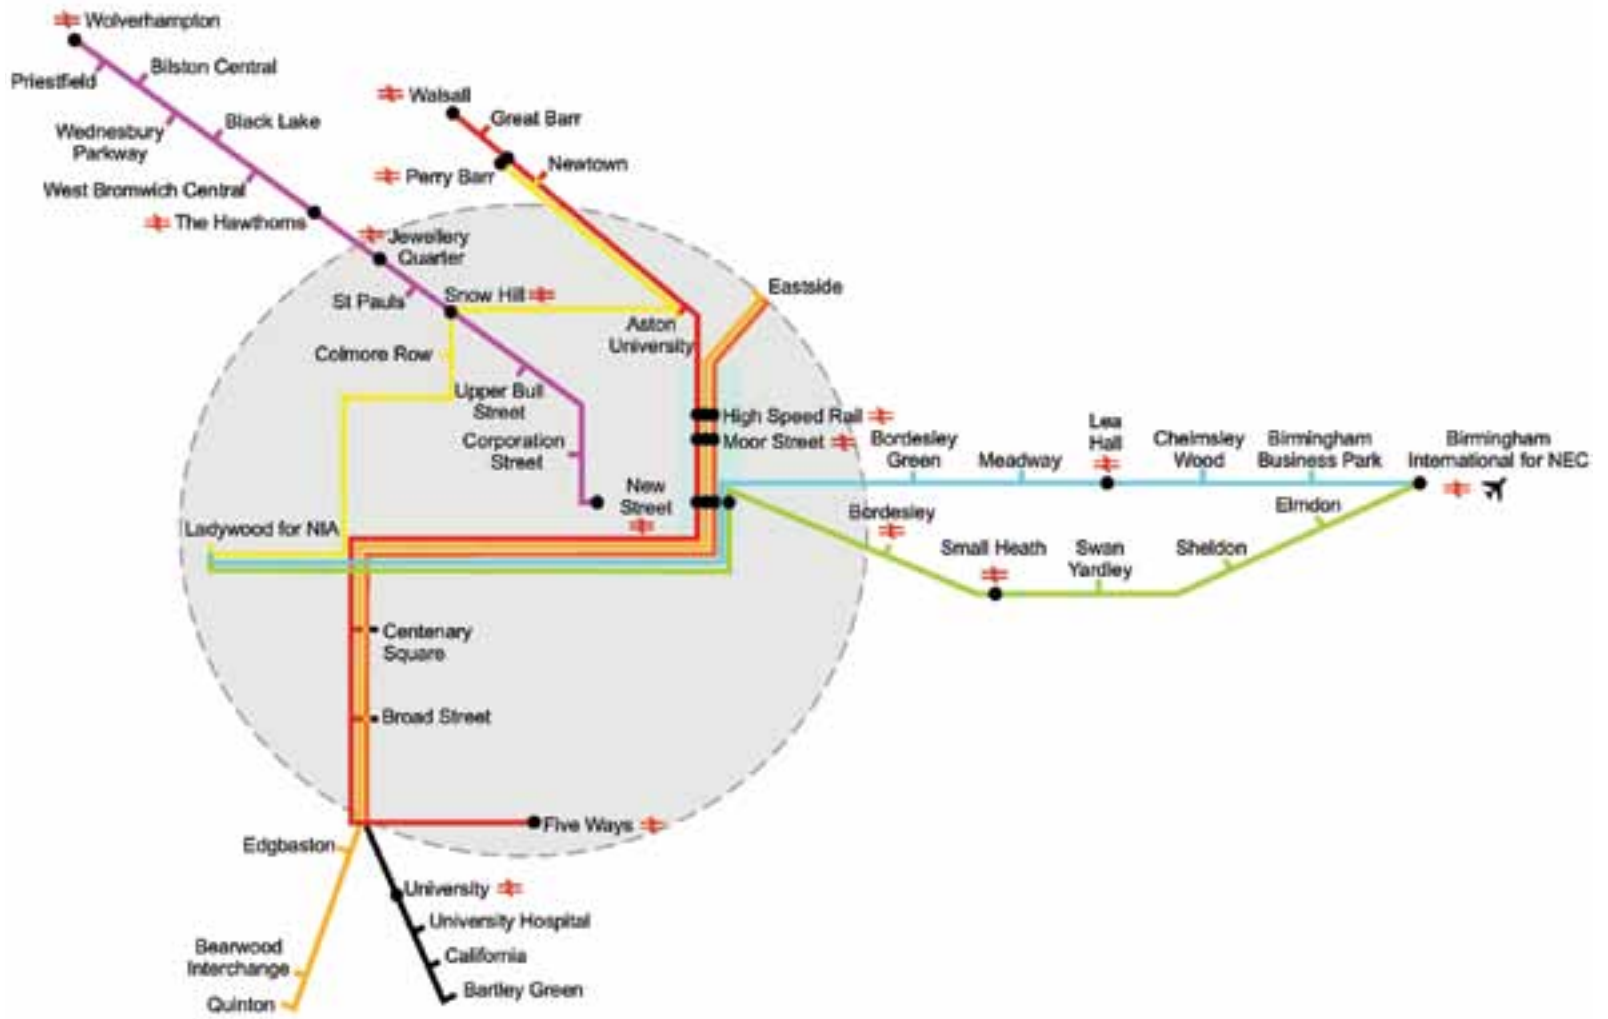 Wolverhampton
Priestfield
Bilston Central
Wednesbury
Parkway
Black Lake
West Bromwich Central
The Hawthorns
Jewellery
Quarter
St Pauls
Snow Hill
Walsall
Great Barr
Perry Barr
Newtown
Aston
University
Eastside
Colmore Row
Upper Bull
Street
Corporation
Street
New
Street
High Speed Rail
Moor Street
Ladywood for NIA
Bordesley
Green
Meadway
Lea
Hall
Chelmsley
Wood
Birmingham
Business Park
Birmingham
International for NEC
Bordesley
Small Heath
Swan
Yardley
Sheldon
Elmdon
Centenary
Square
Broad Street
Five Ways
Edgbaston
Bearwood
Interchange
Quinton
University
University Hospital
California
Bartley Green